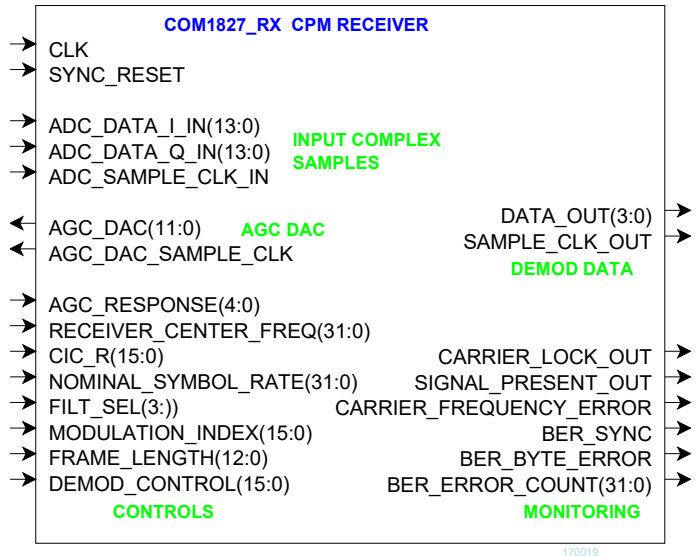 COM1827_RX CPM RECEIVER
CLK
SYNC_RESET
ADC_DATA_I_IN(13:0)
ADC_DATA_Q_IN(13:0)
ADC_SAMPLE_CLK_IN
INPUT COMPLEX
SAMPLES
AGC_DAC(11:0)
AGC_DAC_SAMPLE_CLK
AGC DAC
DATA_OUT(3:0)
SAMPLE_CLK_OUT
DEMOD DATA
AGC_RESPONSE(4:0)
RECEIVER_CENTER_FREQ(31:0)
CIC_R(15:0)
NOMINAL_SYMBOL_RATE(31:0)
FILT_SEL(3:))
MODULATION_INDEX(15:0)
FRAME_LENGTH(12:0)
DEMOD_CONTROL(15:0)
CONTROLS
CARRIER_LOCK_OUT
SIGNAL_PRESENT_OUT
CARRIER_FREQUENCY_ERROR
BER_SYNC
BER_BYTE_ERROR
BER_ERROR_COUNT(31:0)
MONITORING
170019